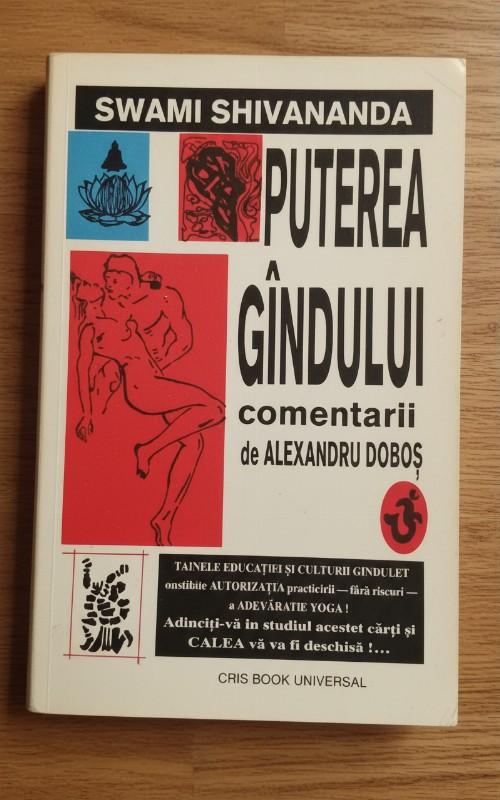 SWAMI SHIVANANDA
PUTEREA
GÎNDULUI
comentarii
de ALEXANDRU DOBOȘ
TAINELE EDUCAȚIEI ȘI CULTURII GINDULET
onstibite AUTORIZAȚIA practicirii — fără riscuri —
a ADEVĂRATIE YOGA !
Adinciți-vă in studiul acestet cărți și
CALEA vă va fi deschisă !...
CRIS BOOK UNIVERSAL